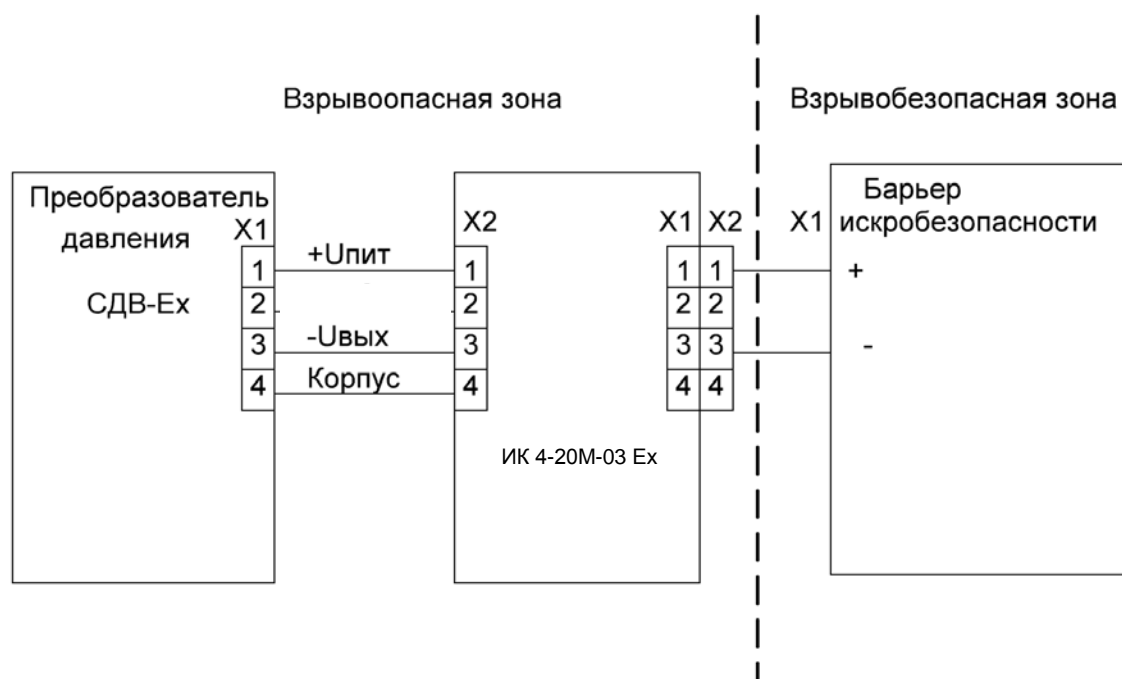 Взрывоопасная зона
Взрывобезопасная зона
Преобразователь
давления
СДВ-Ех
X1
1
2
3
4
+Uпит
-Uвых
Корпус
X2
1
2
3
4
ИК 4-20М-03 Ex
X1 X2
1 1
2 2
3 3
4 4
X1
Барьер
искробезопасности
+
-